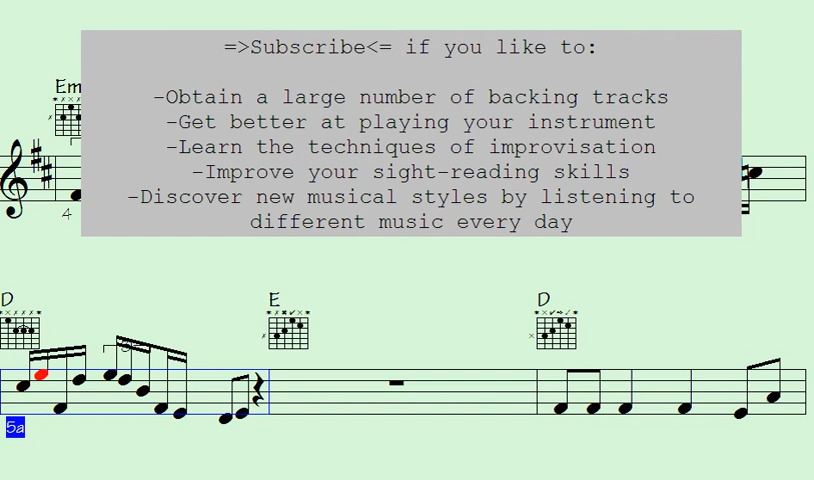 =>Subscribe<= if you like to:
-Obtain a large number of backing tracks
-Get better at playing your instrument
-Learn the techniques of improvisation
-Improve your sight-reading skills
-Discover new musical styles by listening to
different music every day
Em
4
D E D
5a